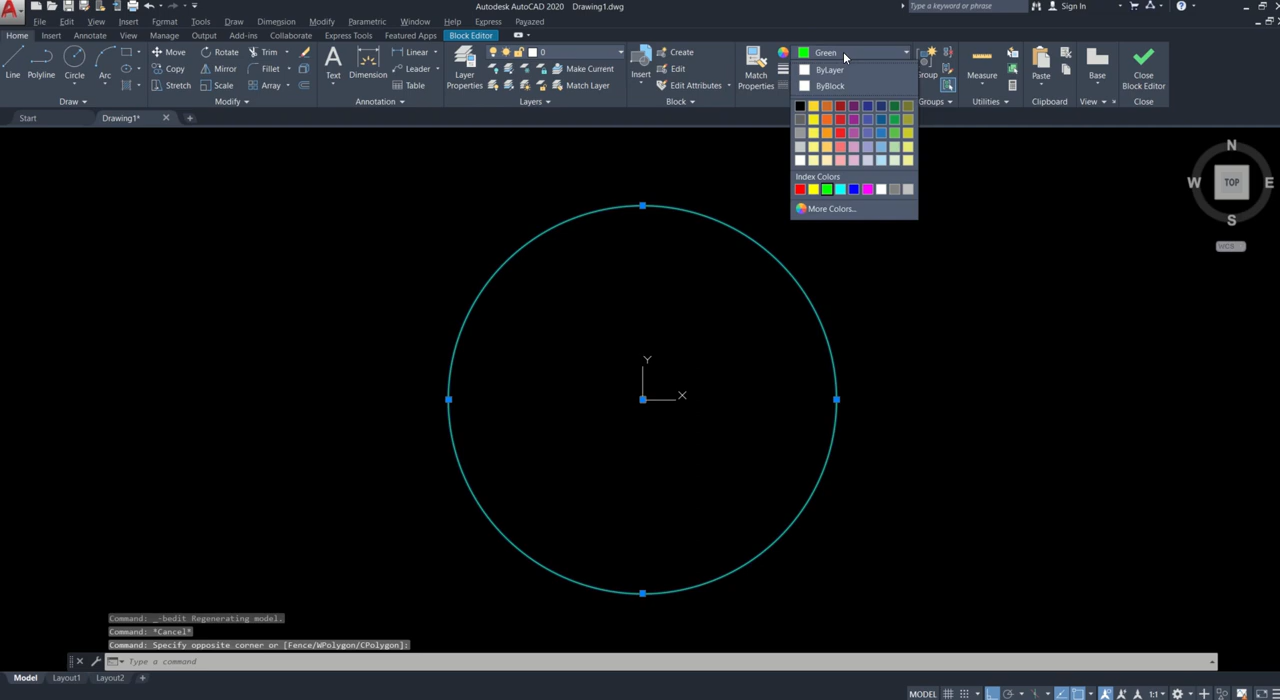 Autodesk AutoCAD 2020 Drawing1.dwg
Type a keyword or phrase
Sign In
File Edit View Insert Format Tools Draw Dimension Modify Parametric Window Help Express Payazed
Home Insert Annotate View Manage Output Add-ins Collaborate Express Tools Featured Apps Block Editor
Line
Polyline
Circle
Arc
Move Rotate Trim
Copy Mirror Fillet
Stretch Scale Array
Text
Dimension
Linear
Leader
Table
Layer
Properties
0
Make Current
Match Layer
Insert
Create
Edit
Edit Attributes
Match
Properties
Green
ByLayer
ByBlock
Index Colors
More Colors...
Group
Measure
Paste
Base
Close
Block Editor
Draw Modify Annotation Layers Block Groups Utilities Clipboard View Close
Start Drawing1*
N
W TOP E
S
WCS
Y
X
Command: _-bedit Regenerating model.
Command: *Cancel*
Command: Specify opposite corner or [Fence/WPolygon/CPolygon]:
Type a command
Model Layout1 Layout2
MODEL 1:1